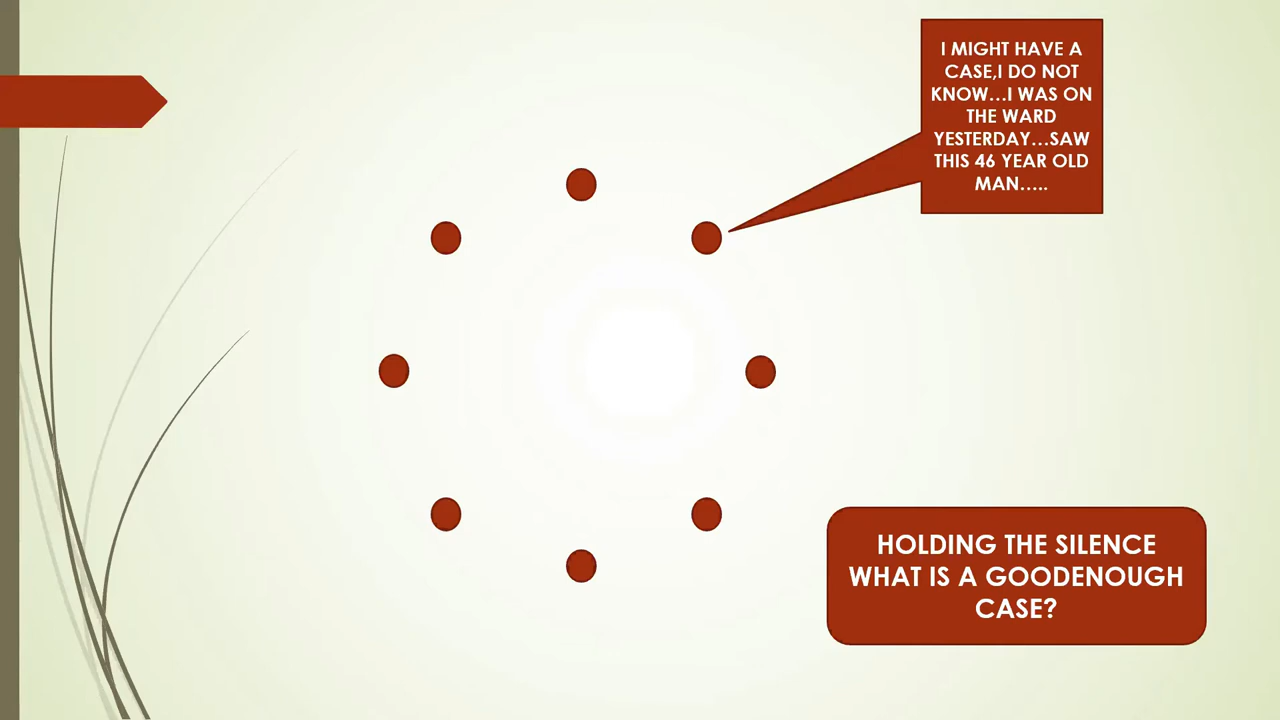 I MIGHT HAVE A
CASE,I DO NOT
KNOW...I WAS ON
THE WARD
YESTERDAY...SAW
THIS 46 YEAR OLD
MAN.....
HOLDING THE SILENCE
WHAT IS A GOODENOUGH
CASE?